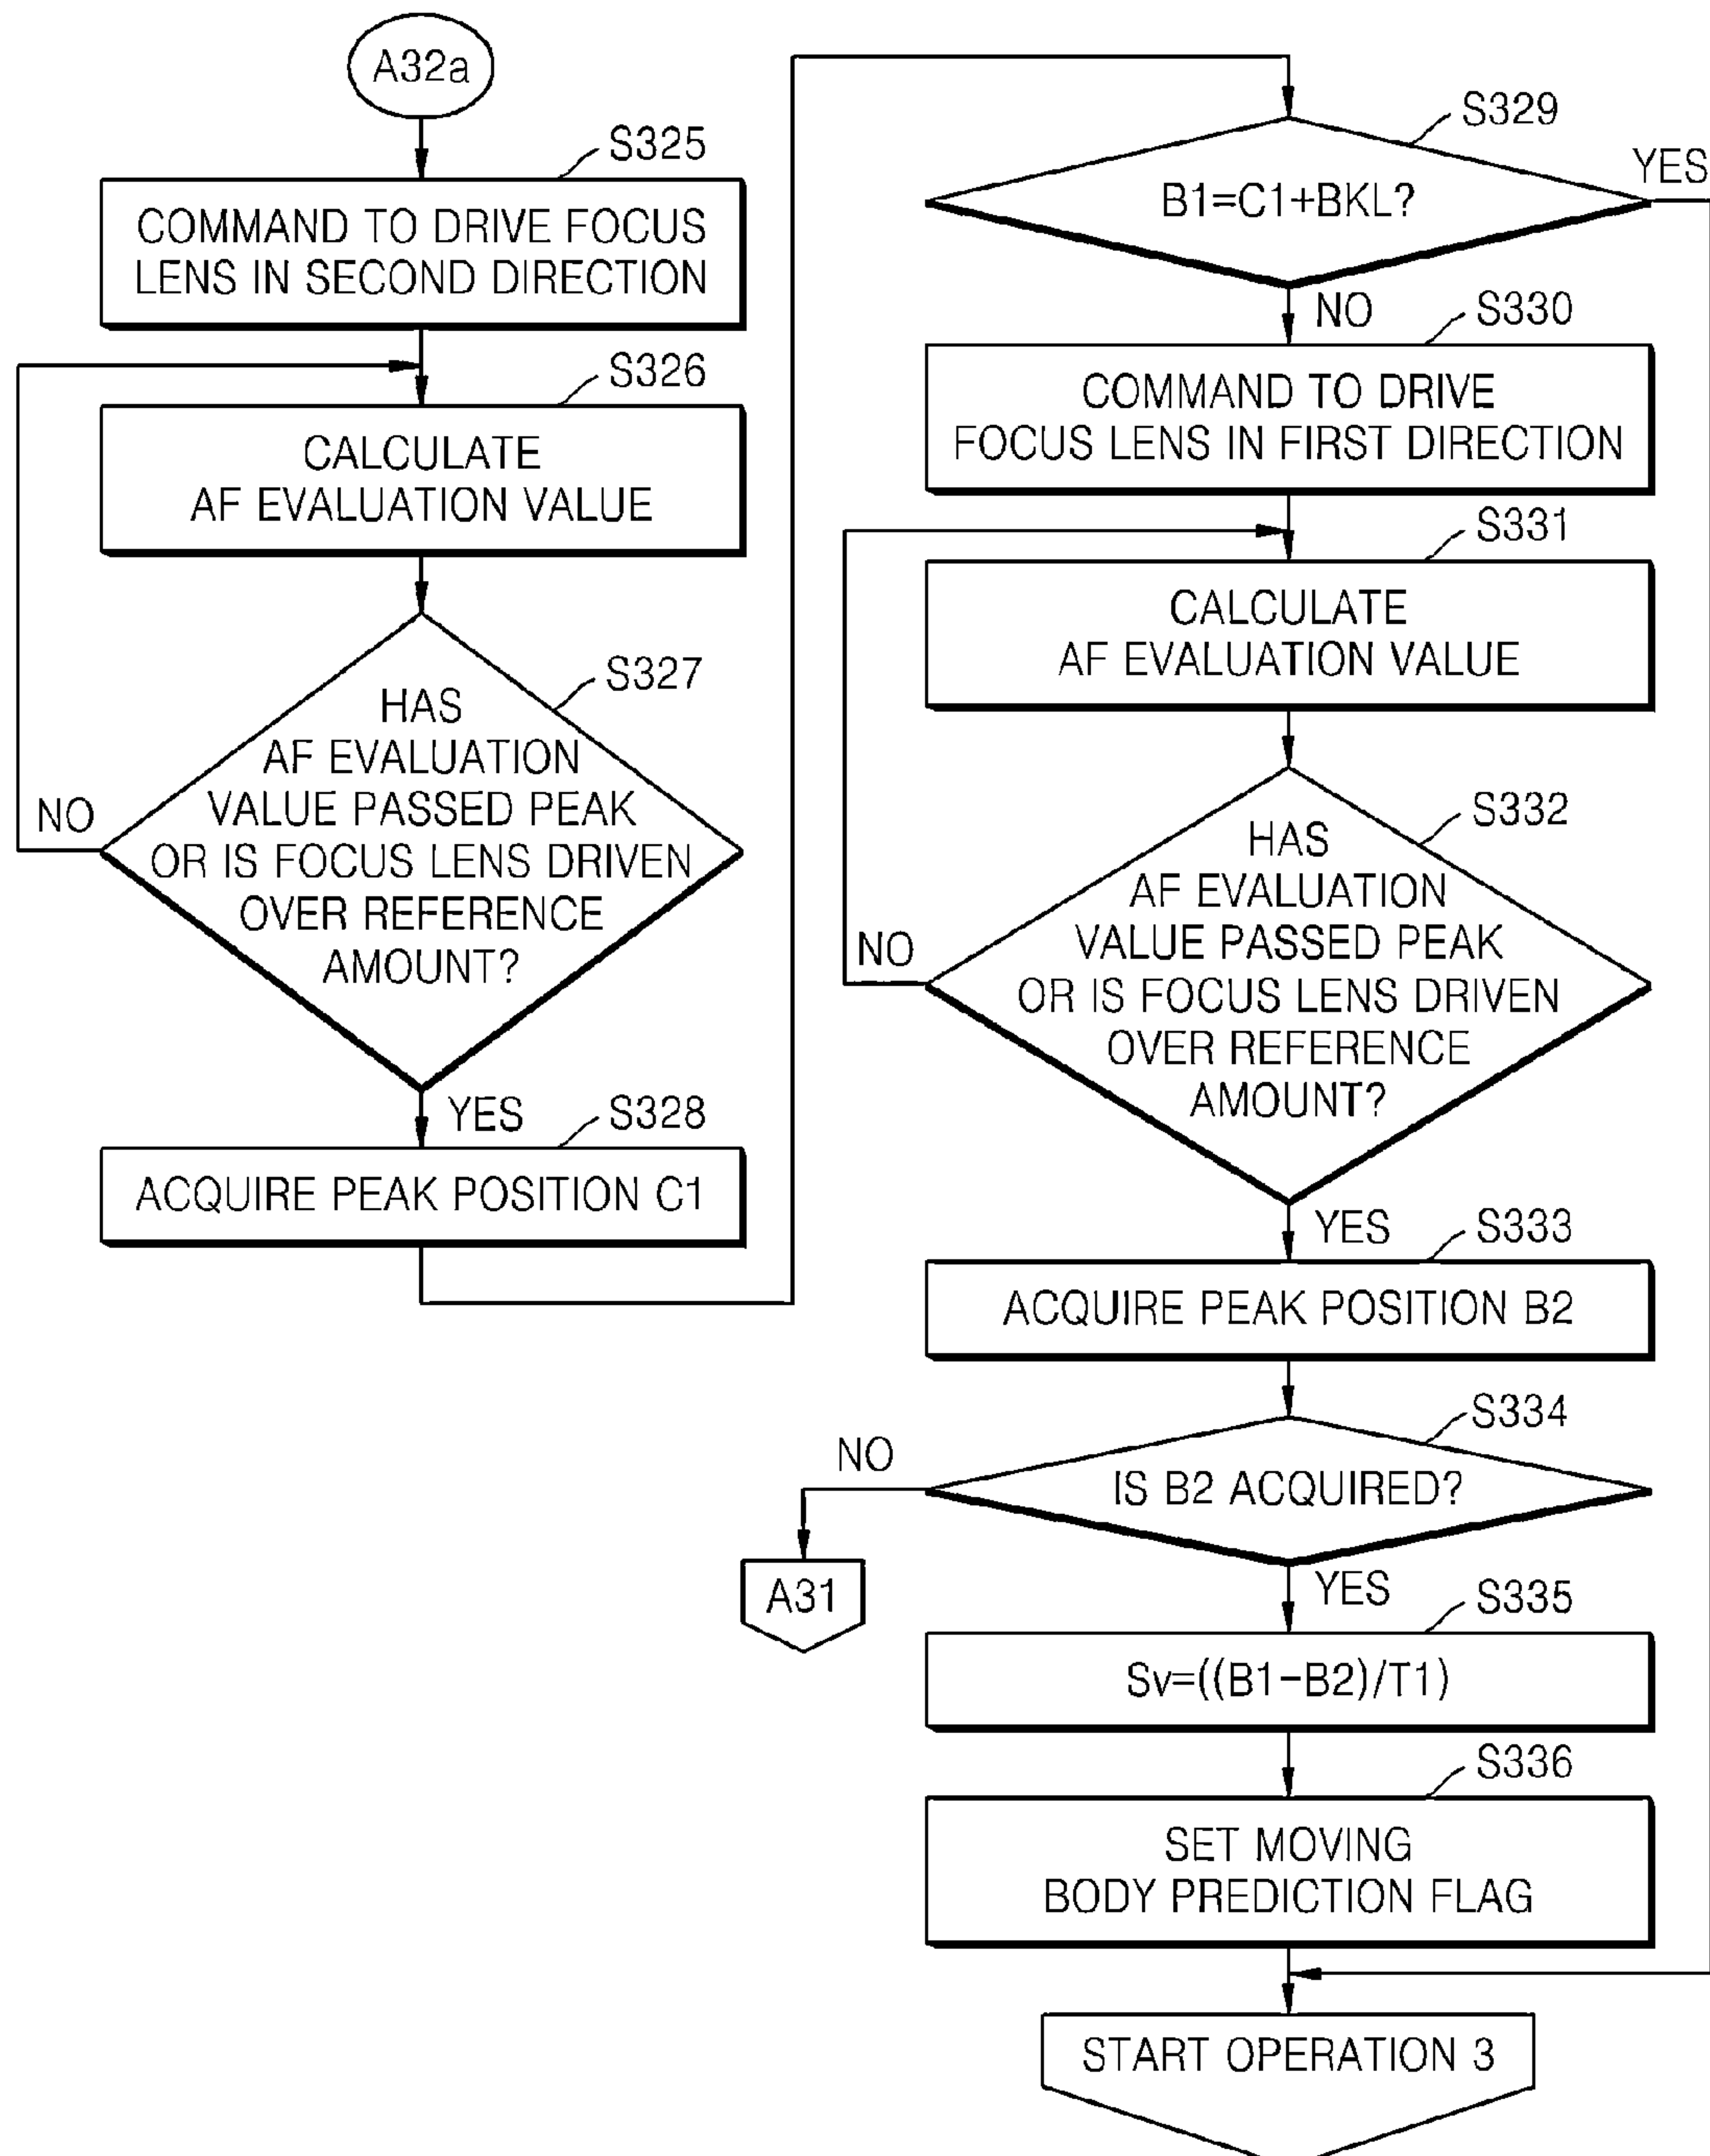 A32a
S325
COMMAND TO DRIVE FOCUS
LENS IN SECOND DIRECTION
S326
CALCULATE
AF EVALUATION VALUE
S327
HAS
AF EVALUATION
VALUE PASSED PEAK
OR IS FOCUS LENS DRIVEN
OVER REFERENCE
AMOUNT?
NO
YES
S328
ACQUIRE PEAK POSITION C1
S329
B1=C1+BKL?
YES
NO
S330
COMMAND TO DRIVE
FOCUS LENS IN FIRST DIRECTION
S331
CALCULATE
AF EVALUATION VALUE
S332
HAS
AF EVALUATION
VALUE PASSED PEAK
OR IS FOCUS LENS DRIVEN
OVER REFERENCE
AMOUNT?
NO
YES
S333
ACQUIRE PEAK POSITION B2
S334
IS B2 ACQUIRED?
NO
A31
YES
S335
Sv=((B1-B2)/T1)
S336
SET MOVING
BODY PREDICTION FLAG
START OPERATION 3